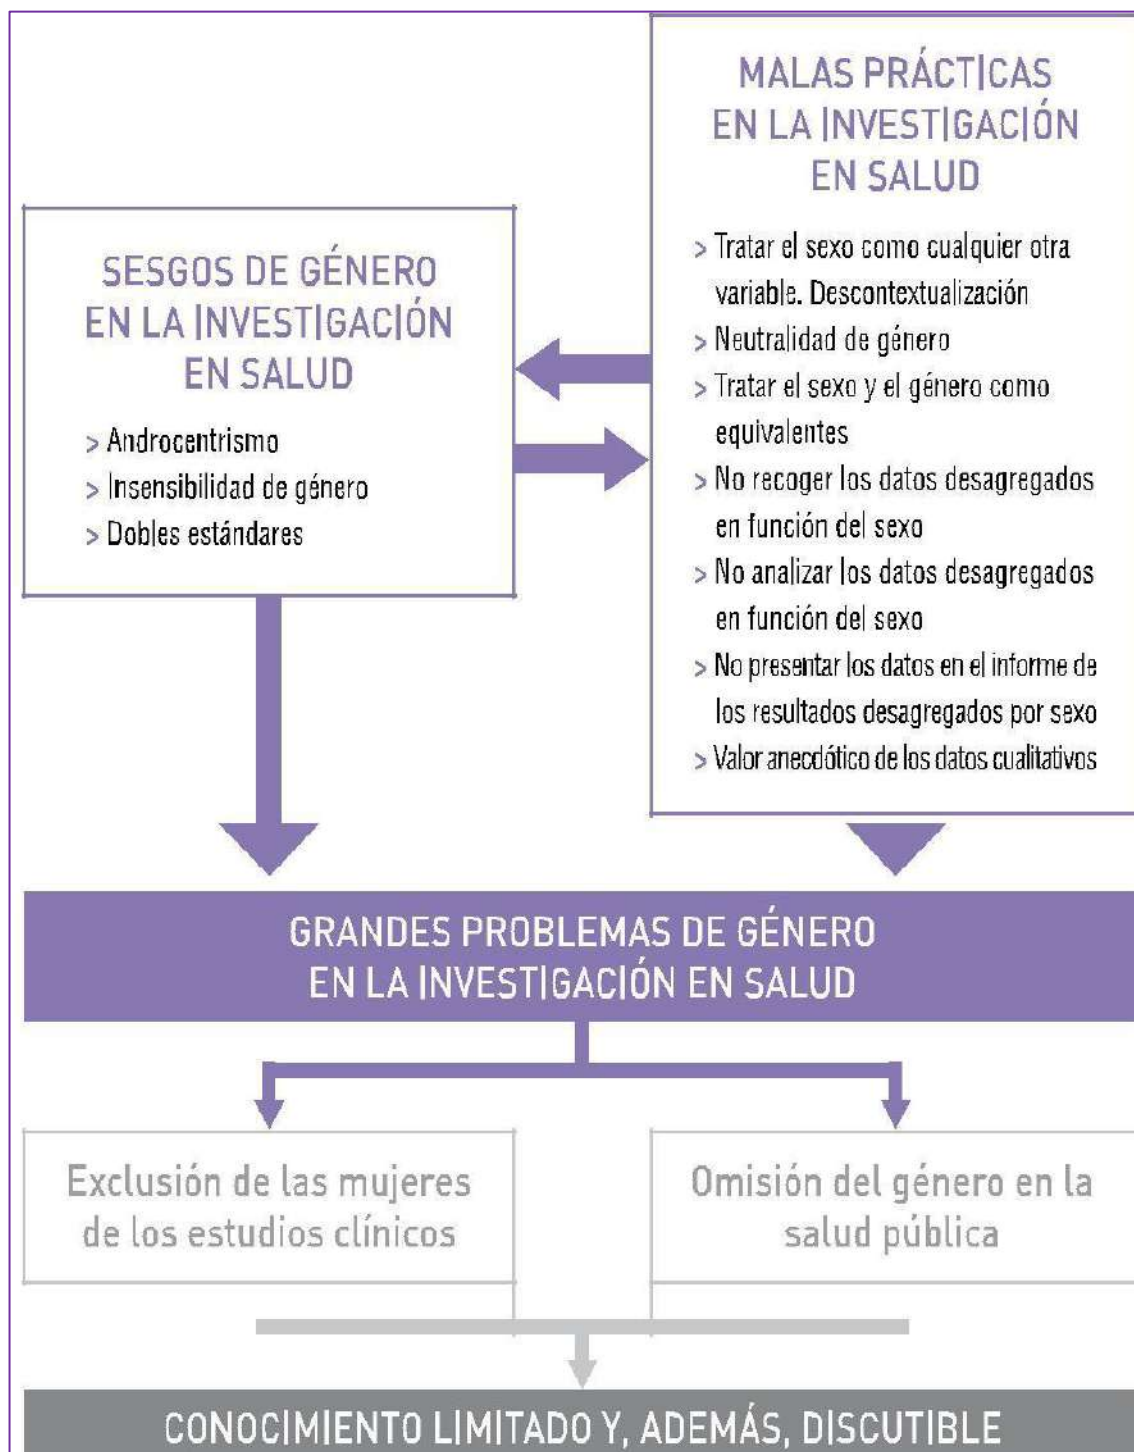 SESGOS DE GÉNERO
EN LA INVESTIGACIÓN
EN SALUD
> Androcentrismo
> Insensibilidad de género
> Dobles estándares
MALAS PRÁCTICAS
EN LA INVESTIGACIÓN
EN SALUD
> Tratar el sexo como cualquier otra
variable. Descontextualización
> Neutralidad de género
> Tratar el sexo y el género como
equivalentes
> No recoger los datos desagregados
en función del sexo
> No analizar los datos desagregados
en función del sexo
> No presentar los datos en el informe de
los resultados desagregados por sexo
> Valor anecdótico de los datos cualitativos
GRANDES PROBLEMAS DE GÉNERO
EN LA INVESTIGACIÓN EN SALUD
Exclusión de las mujeres
de los estudios clínicos
Omisión del género en la
salud pública
CONOCIMIENTO LIMITADO Y, ADEMÁS, DISCUTIBLE